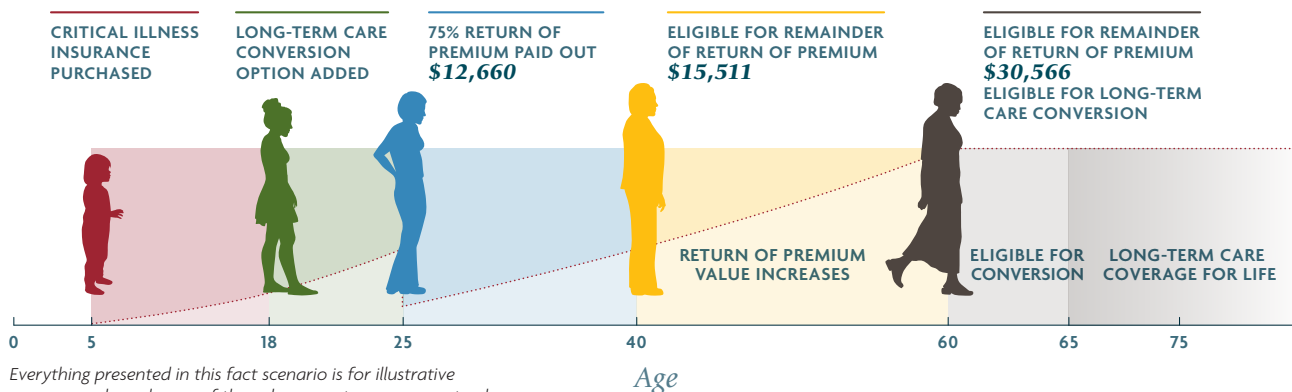 CRITICAL ILLNESS
INSURANCE
PURCHASED
LONG-TERM CARE
CONVERSION
OPTION ADDED
75% RETURN OF
PREMIUM PAID OUT
$12,660
ELIGIBLE FOR REMAINDER
OF RETURN OF PREMIUM
$15,511
ELIGIBLE FOR REMAINDER
OF RETURN OF PREMIUM
$30,566
ELIGIBLE FOR LONG-TERM
CARE CONVERSION
RETURN OF PREMIUM
VALUE INCREASES
ELIGIBLE FOR
CONVERSION
LONG-TERM CARE
COVERAGE FOR LIFE
0 5 18 25 40 60 65 75
Age
Everything presented in this fact scenario is for illustrative